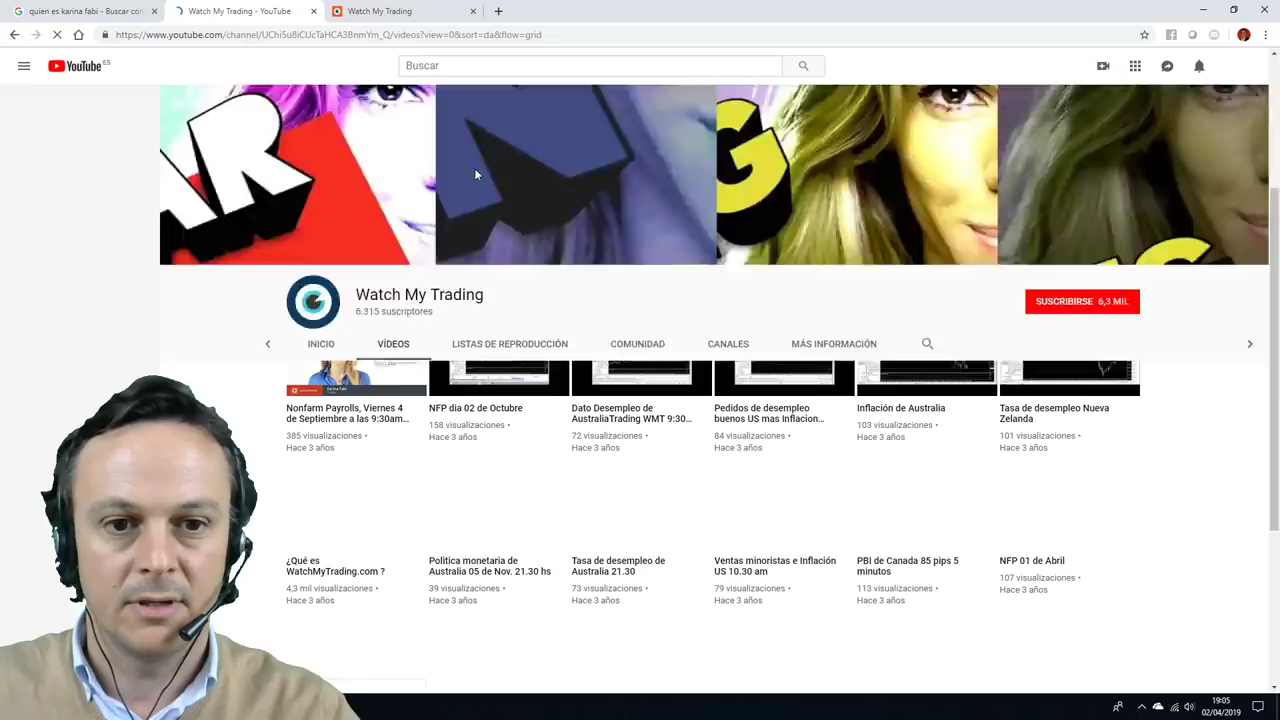 quien es karina fabi - Buscar con
Watch My Trading - YouTube
Watch My Trading
https://www.youtube.com/channel/UChi5u8iCUcTaHCA3BnmYm_Q/videos?view=0&sort=da&flow=grid
YouTube ES
Buscar
AR
G
Watch My Trading
6.315 suscriptores
SUSCRIBIRSE 6,3 MIL
INICIO
VÍDEOS
LISTAS DE REPRODUCCIÓN
COMUNIDAD
CANALES
MÁS INFORMACIÓN
Nonfarm Payrolls, Viernes 4
de Septiembre a las 9:30am...
385 visualizaciones •
Hace 3 años
NFP dia 02 de Octubre
158 visualizaciones •
Hace 3 años
Dato Desempleo de
AustraliaTrading WMT 9:30...
72 visualizaciones •
Hace 3 años
Pedidos de desempleo
buenos US mas Inflacion...
84 visualizaciones •
Hace 3 años
Inflación de Australia
103 visualizaciones •
Hace 3 años
Tasa de desempleo Nueva
Zelanda
101 visualizaciones •
Hace 3 años
¿Qué es
WatchMyTrading.com ?
4,3 mil visualizaciones •
Hace 3 años
Politica monetaria de
Australia 05 de Nov. 21.30 hs
39 visualizaciones •
Hace 3 años
Tasa de desempleo de
Australia 21.30
73 visualizaciones •
Hace 3 años
Ventas minoristas e Inflación
US 10.30 am
79 visualizaciones •
Hace 3 años
PBI de Canada 85 pips 5
minutos
113 visualizaciones •
Hace 3 años
NFP 01 de Abril
107 visualizaciones •
Hace 3 años
19:05
02/04/2019